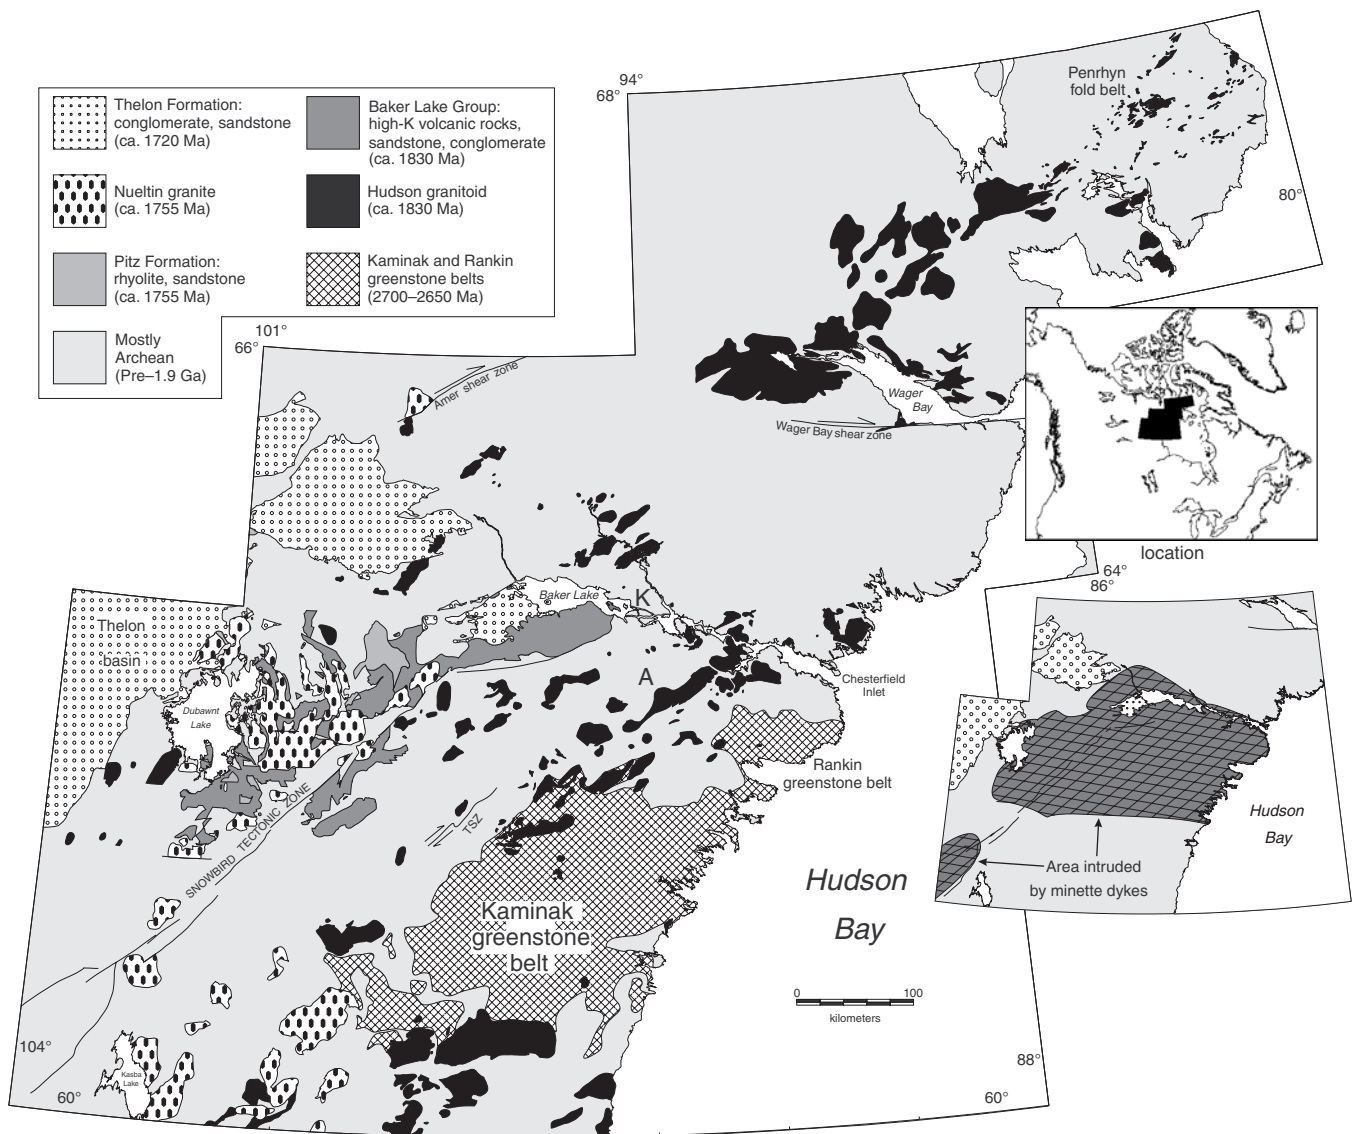 Thelon Formation:
conglomerate, sandstone
(ca. 1720 Ma)
Nueltin granite
(ca. 1755 Ma)
Pitz Formation:
rhyolite, sandstone
(ca. 1755 Ma)
Mostly
Archean
(Pre–1.9 Ga)
Baker Lake Group:
high-K volcanic rocks,
sandstone, conglomerate
(ca. 1830 Ma)
Hudson granitoid
(ca. 1830 Ma)
Kaminak and Rankin
greenstone belts
(2700–2650 Ma)
94°
68°
Penrhyn
fold belt
80°
101°
66°
Amer shear zone
Wager
Bay
Wager Bay shear zone
location
64°
86°
Thelon
basin
Baker Lake
K
A
Dubawnt
Lake
Chesterfield
Inlet
Rankin
greenstone belt
SNOWBIRD TECTONIC ZONE
TSZ
Hudson
Bay
Area intruded
by minette dykes
Kaminak
greenstone
belt
Hudson
Bay
0 100
kilometers
104°
Kasba
Lake
60°
88°
60°